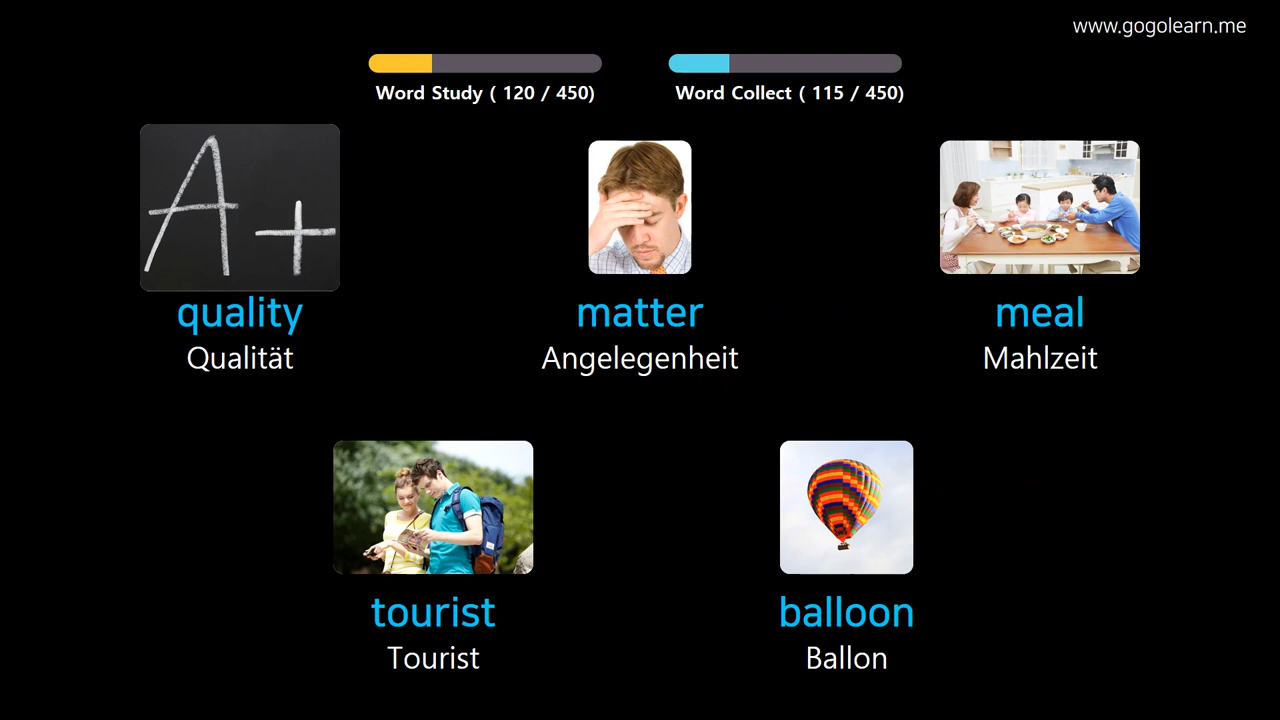 www.gogolearn.me
Word Study ( 120 / 450)
Word Collect ( 115 / 450)
A+
quality
Qualität
matter
Angelegenheit
meal
Mahlzeit
tourist
Tourist
balloon
Ballon